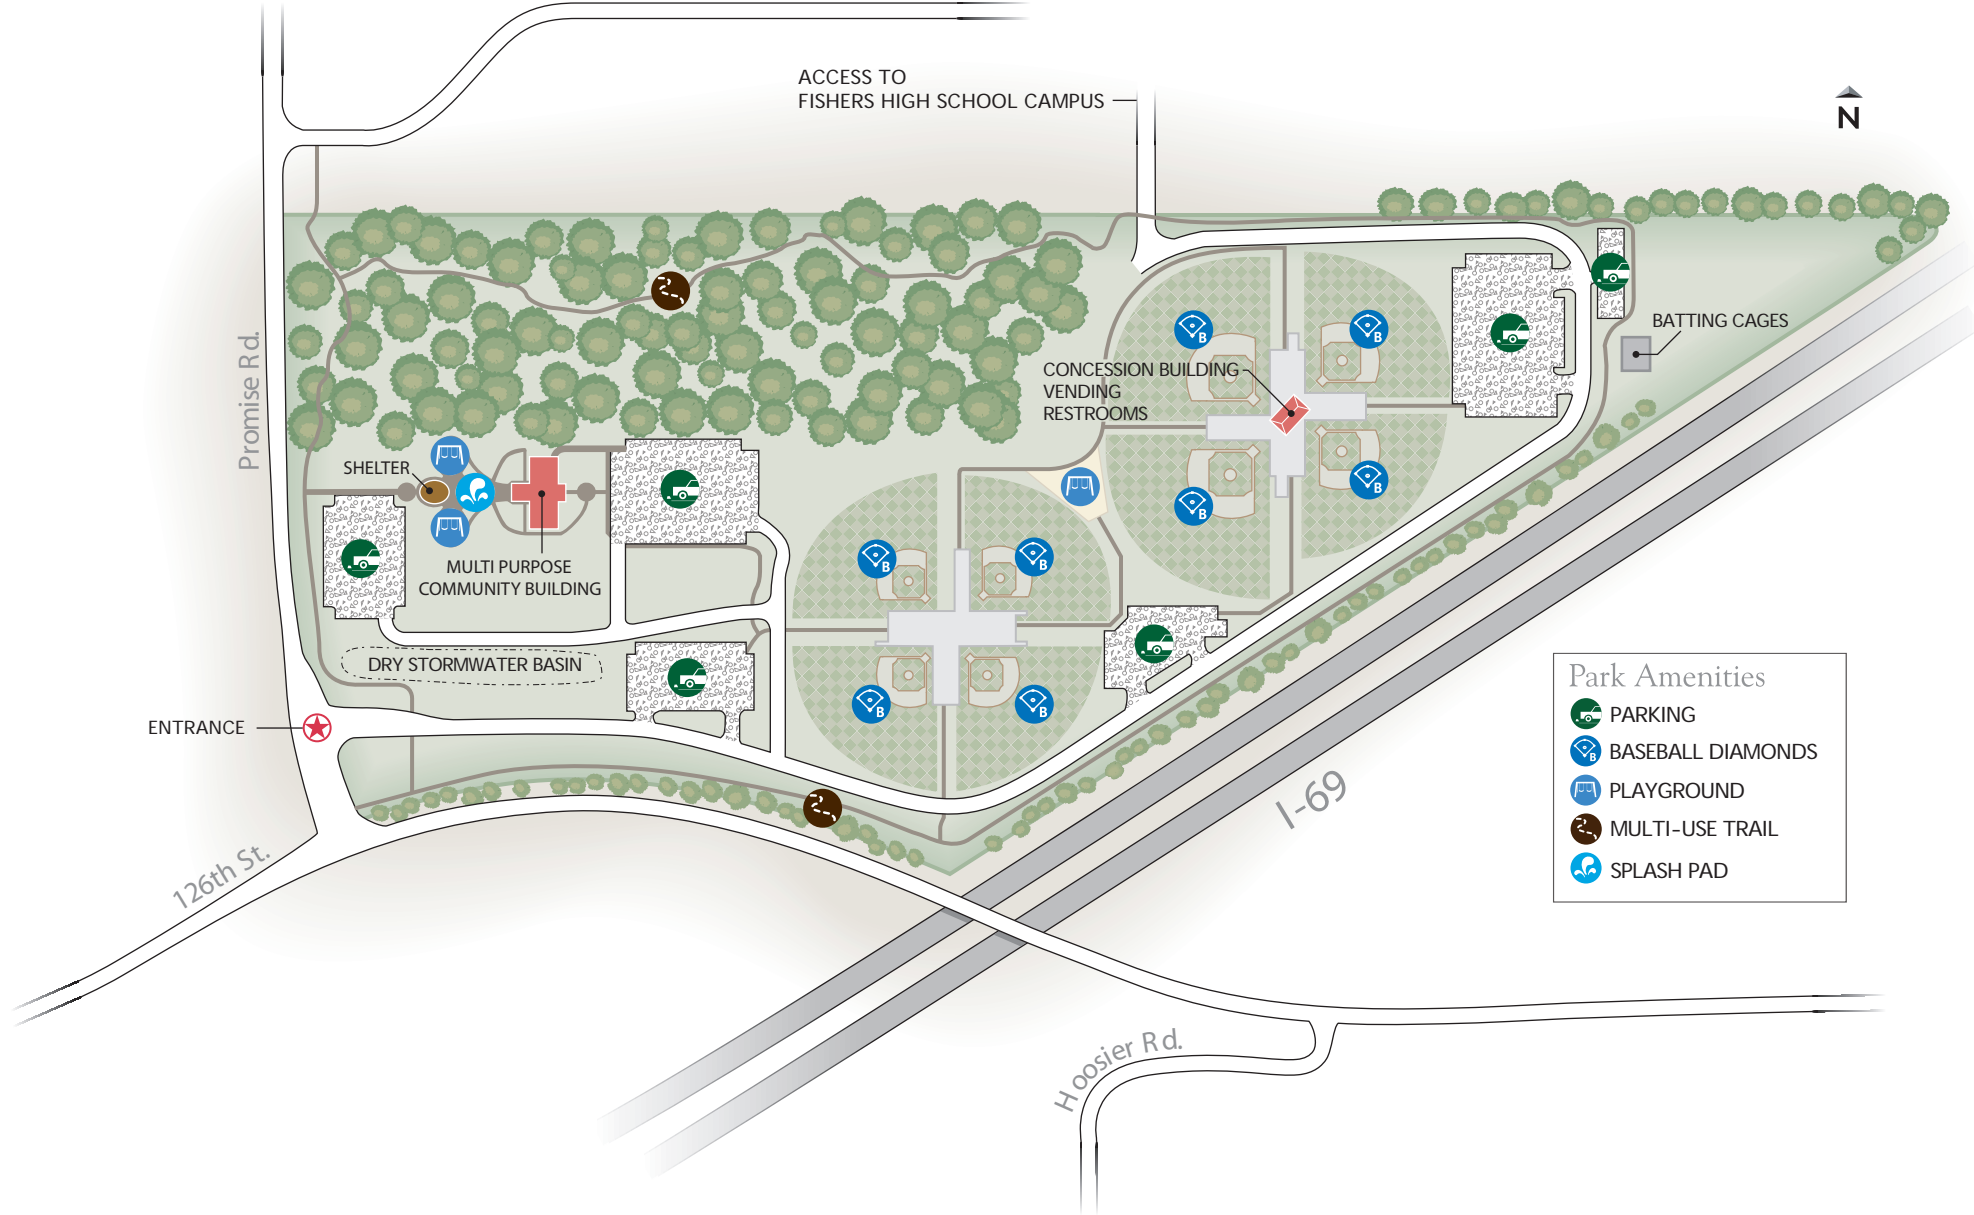 ACCESS TO
FISHERS HIGH SCHOOL CAMPUS
N
Promise Rd.
BATTING CAGES
CONCESSION BUILDING
VENDING
RESTROOMS
B
B
B
B
SHELTER
MULTI PURPOSE
COMMUNITY BUILDING
B
B
B
B
DRY STORMWATER BASIN
ENTRANCE
126th St.
I-69
Hoosier Rd.
Park Amenities
PARKING
B
BASEBALL DIAMONDS
PLAYGROUND
MULTI-USE TRAIL
SPLASH PAD